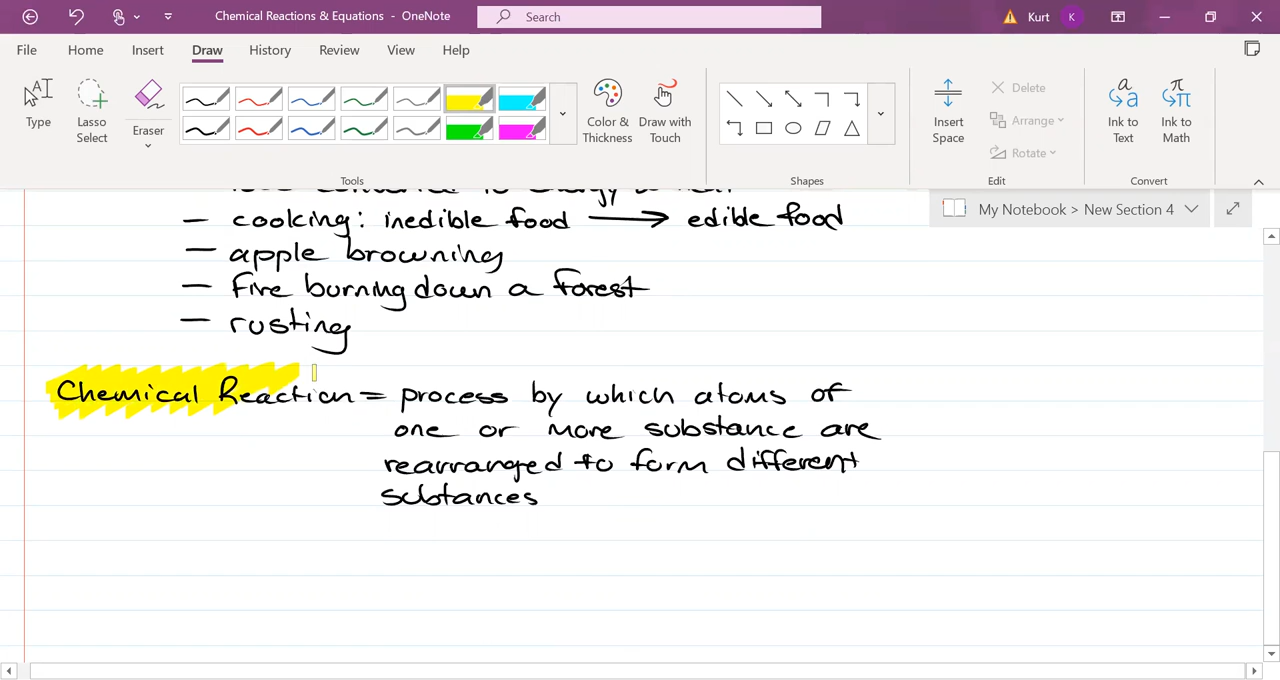 Chemical Reactions & Equations - OneNote
Search
Kurt
K
File
Home
Insert
Draw
History
Review
View
Help
Type
Lasso Select
Eraser
Color & Thickness
Draw with Touch
Tools
Shapes
Insert Space
Delete
Arrange
Rotate
Edit
Ink to Text
Ink to Math
Convert
My Notebook > New Section 4
— cooking: inedible food → edible food
— apple browning
— fire burning down a forest
— rusting
Chemical Reaction = process by which atoms of
one or more substance are
rearranged to form different
substances